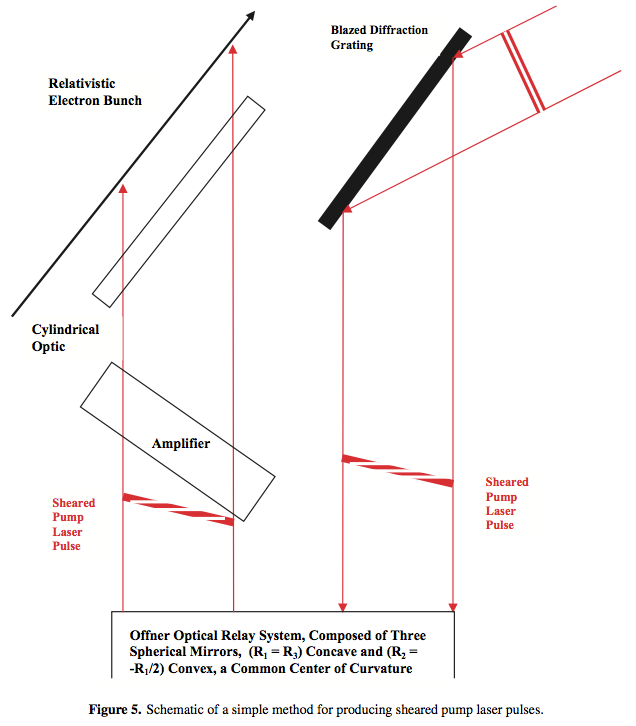 Blazed Diffraction
Grating
Relativistic
Electron Bunch
Cylindrical
Optic
Amplifier
Sheared
Pump
Laser
Pulse
Sheared
Pump
Laser
Pulse
Offner Optical Relay System, Composed of Three
Spherical Mirrors, (R₁ = R₃) Concave and (R₂ =
-R₁/2) Convex, a Common Center of Curvature
Figure 5. Schematic of a simple method for producing sheared pump laser pulses.